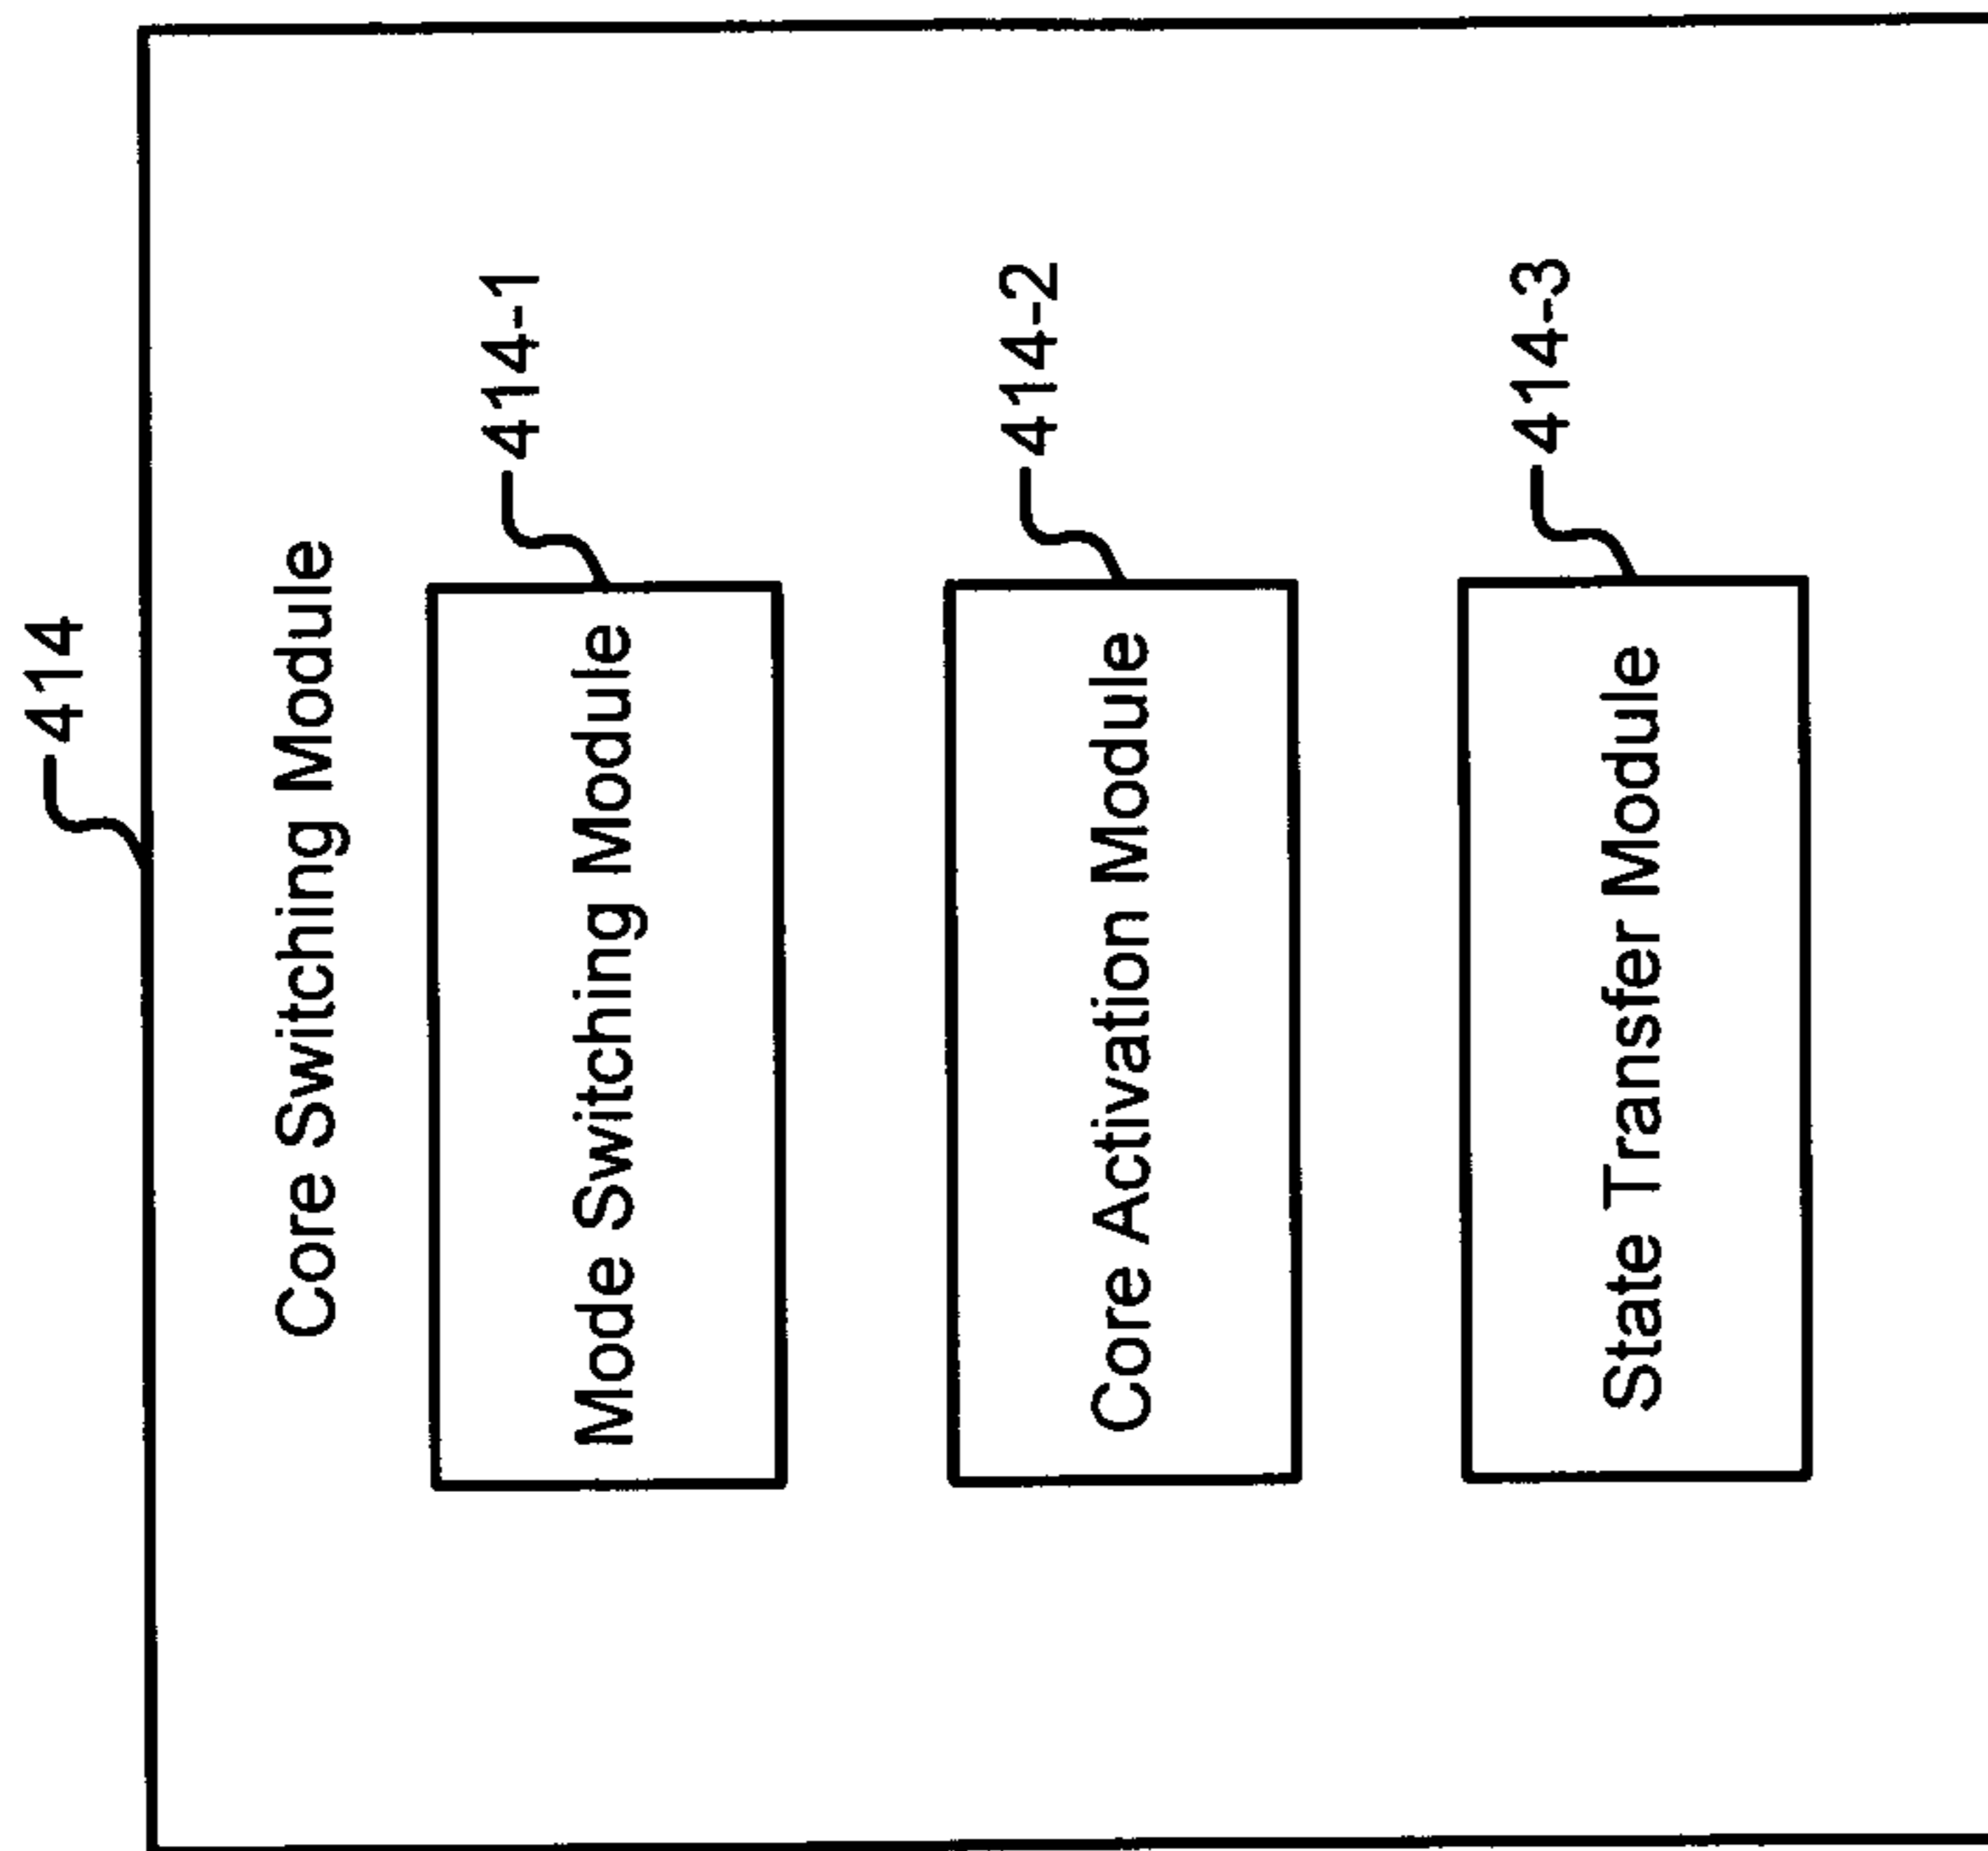 414
Core Switching Module
414-1
Mode Switching Module
414-2
Core Activation Module
414-3
State Transfer Module